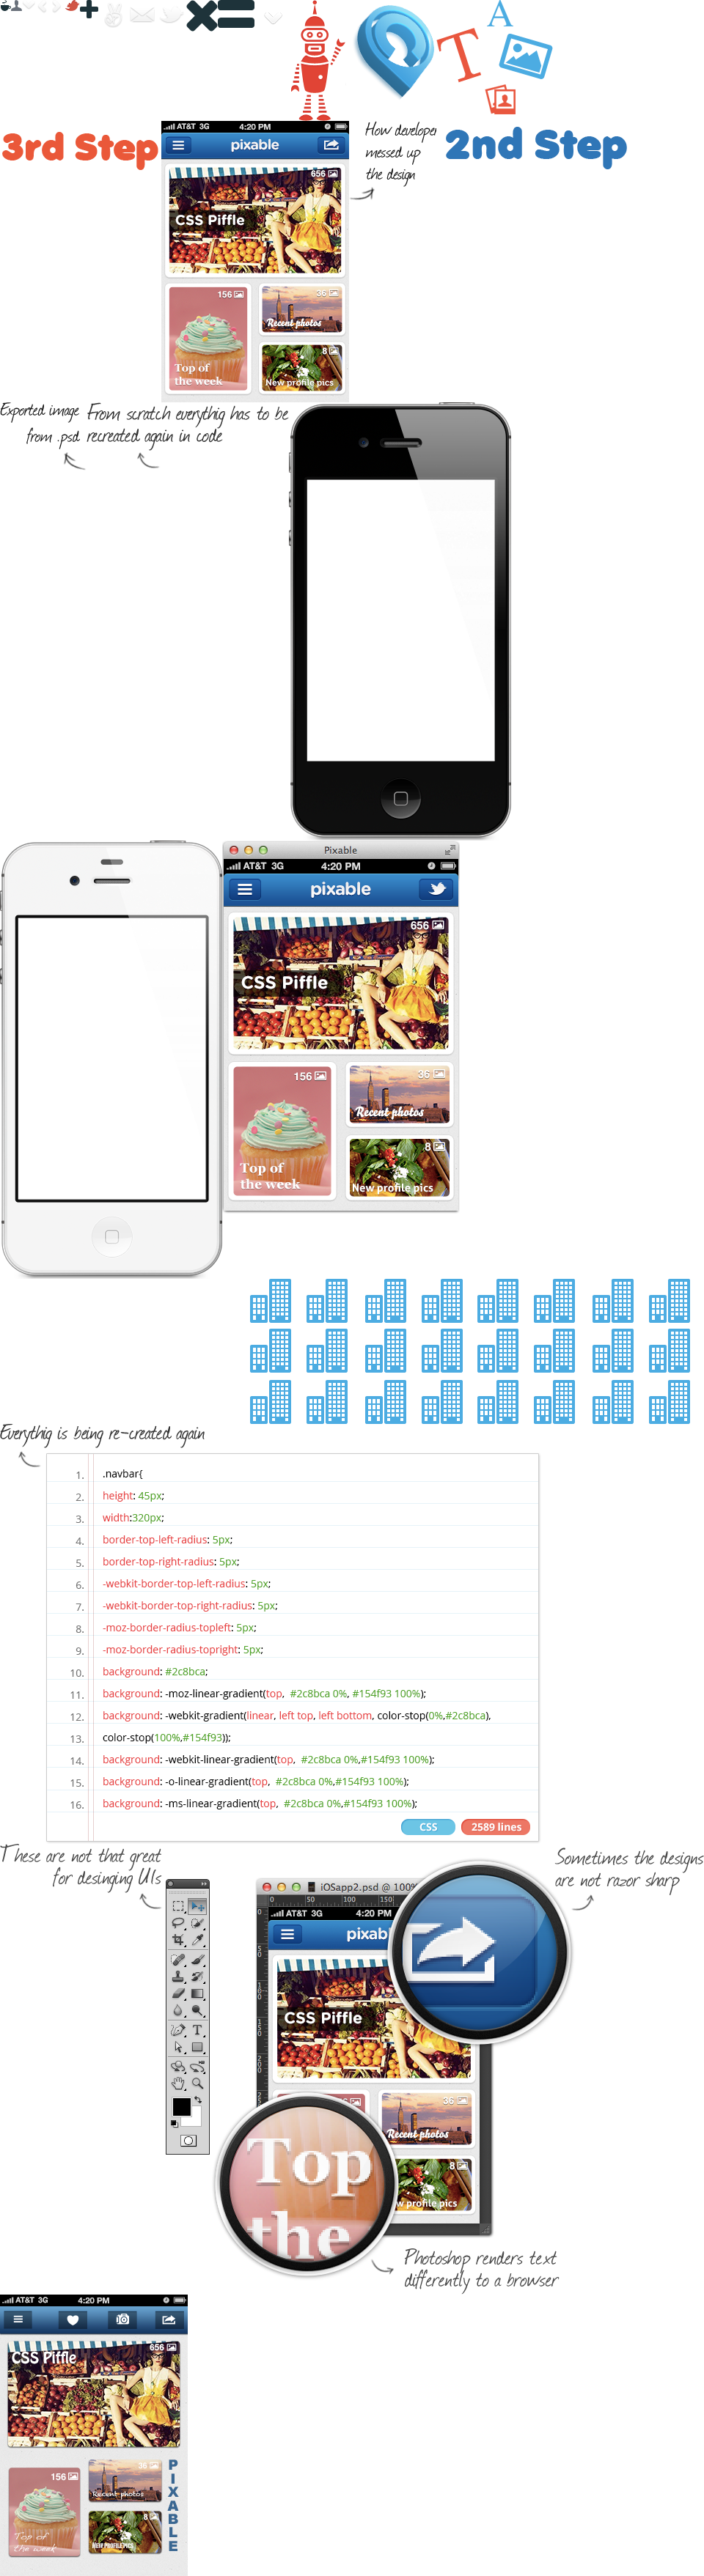 T
A
3rd Step
AT&T 3G 4:20 PM
pixable
656
CSS Piffle
156
36
Recent photos
Top of
the week
8
New profile pics
How developer
messed up
the design
2nd Step
Exported image
from .psd
From scratch everythig has to be
recreated again in code
Pixable
AT&T 3G 4:20 PM
pixable
656
CSS Piffle
156
36
Recent photos
Top of
the week
8
New profile pics
Everythig is being re-created again
1. .navbar{
2. height: 45px;
3. width:320px;
4. border-top-left-radius: 5px;
5. border-top-right-radius: 5px;
6. -webkit-border-top-left-radius: 5px;
7. -webkit-border-top-right-radius: 5px;
8. -moz-border-radius-topleft: 5px;
9. -moz-border-radius-topright: 5px;
10. background: #2c8bca;
11. background: -moz-linear-gradient(top, #2c8bca 0%, #154f93 100%);
12. background: -webkit-gradient(linear, left top, left bottom, color-stop(0%,#2c8bca),
13. color-stop(100%,#154f93));
14. background: -webkit-linear-gradient(top, #2c8bca 0%,#154f93 100%);
15. background: -o-linear-gradient(top, #2c8bca 0%,#154f93 100%);
16. background: -ms-linear-gradient(top, #2c8bca 0%,#154f93 100%);
CSS 2589 lines
These are not that great
for desinging UIs
Sometimes the designs
are not razor sharp
iOSapp2.psd @ 100%
0 50 100 150
AT&T 3G 4:20 PM
pixab
CSS Piffle
36
Recent photos
8
w profile pics
Top
the
T
Photoshop renders text
differently to a browser
AT&T 3G 4:20 PM
656
CSS Piffle
156
36
Recent photos
Top of
the week
8
New Profile pics
PIXABLE